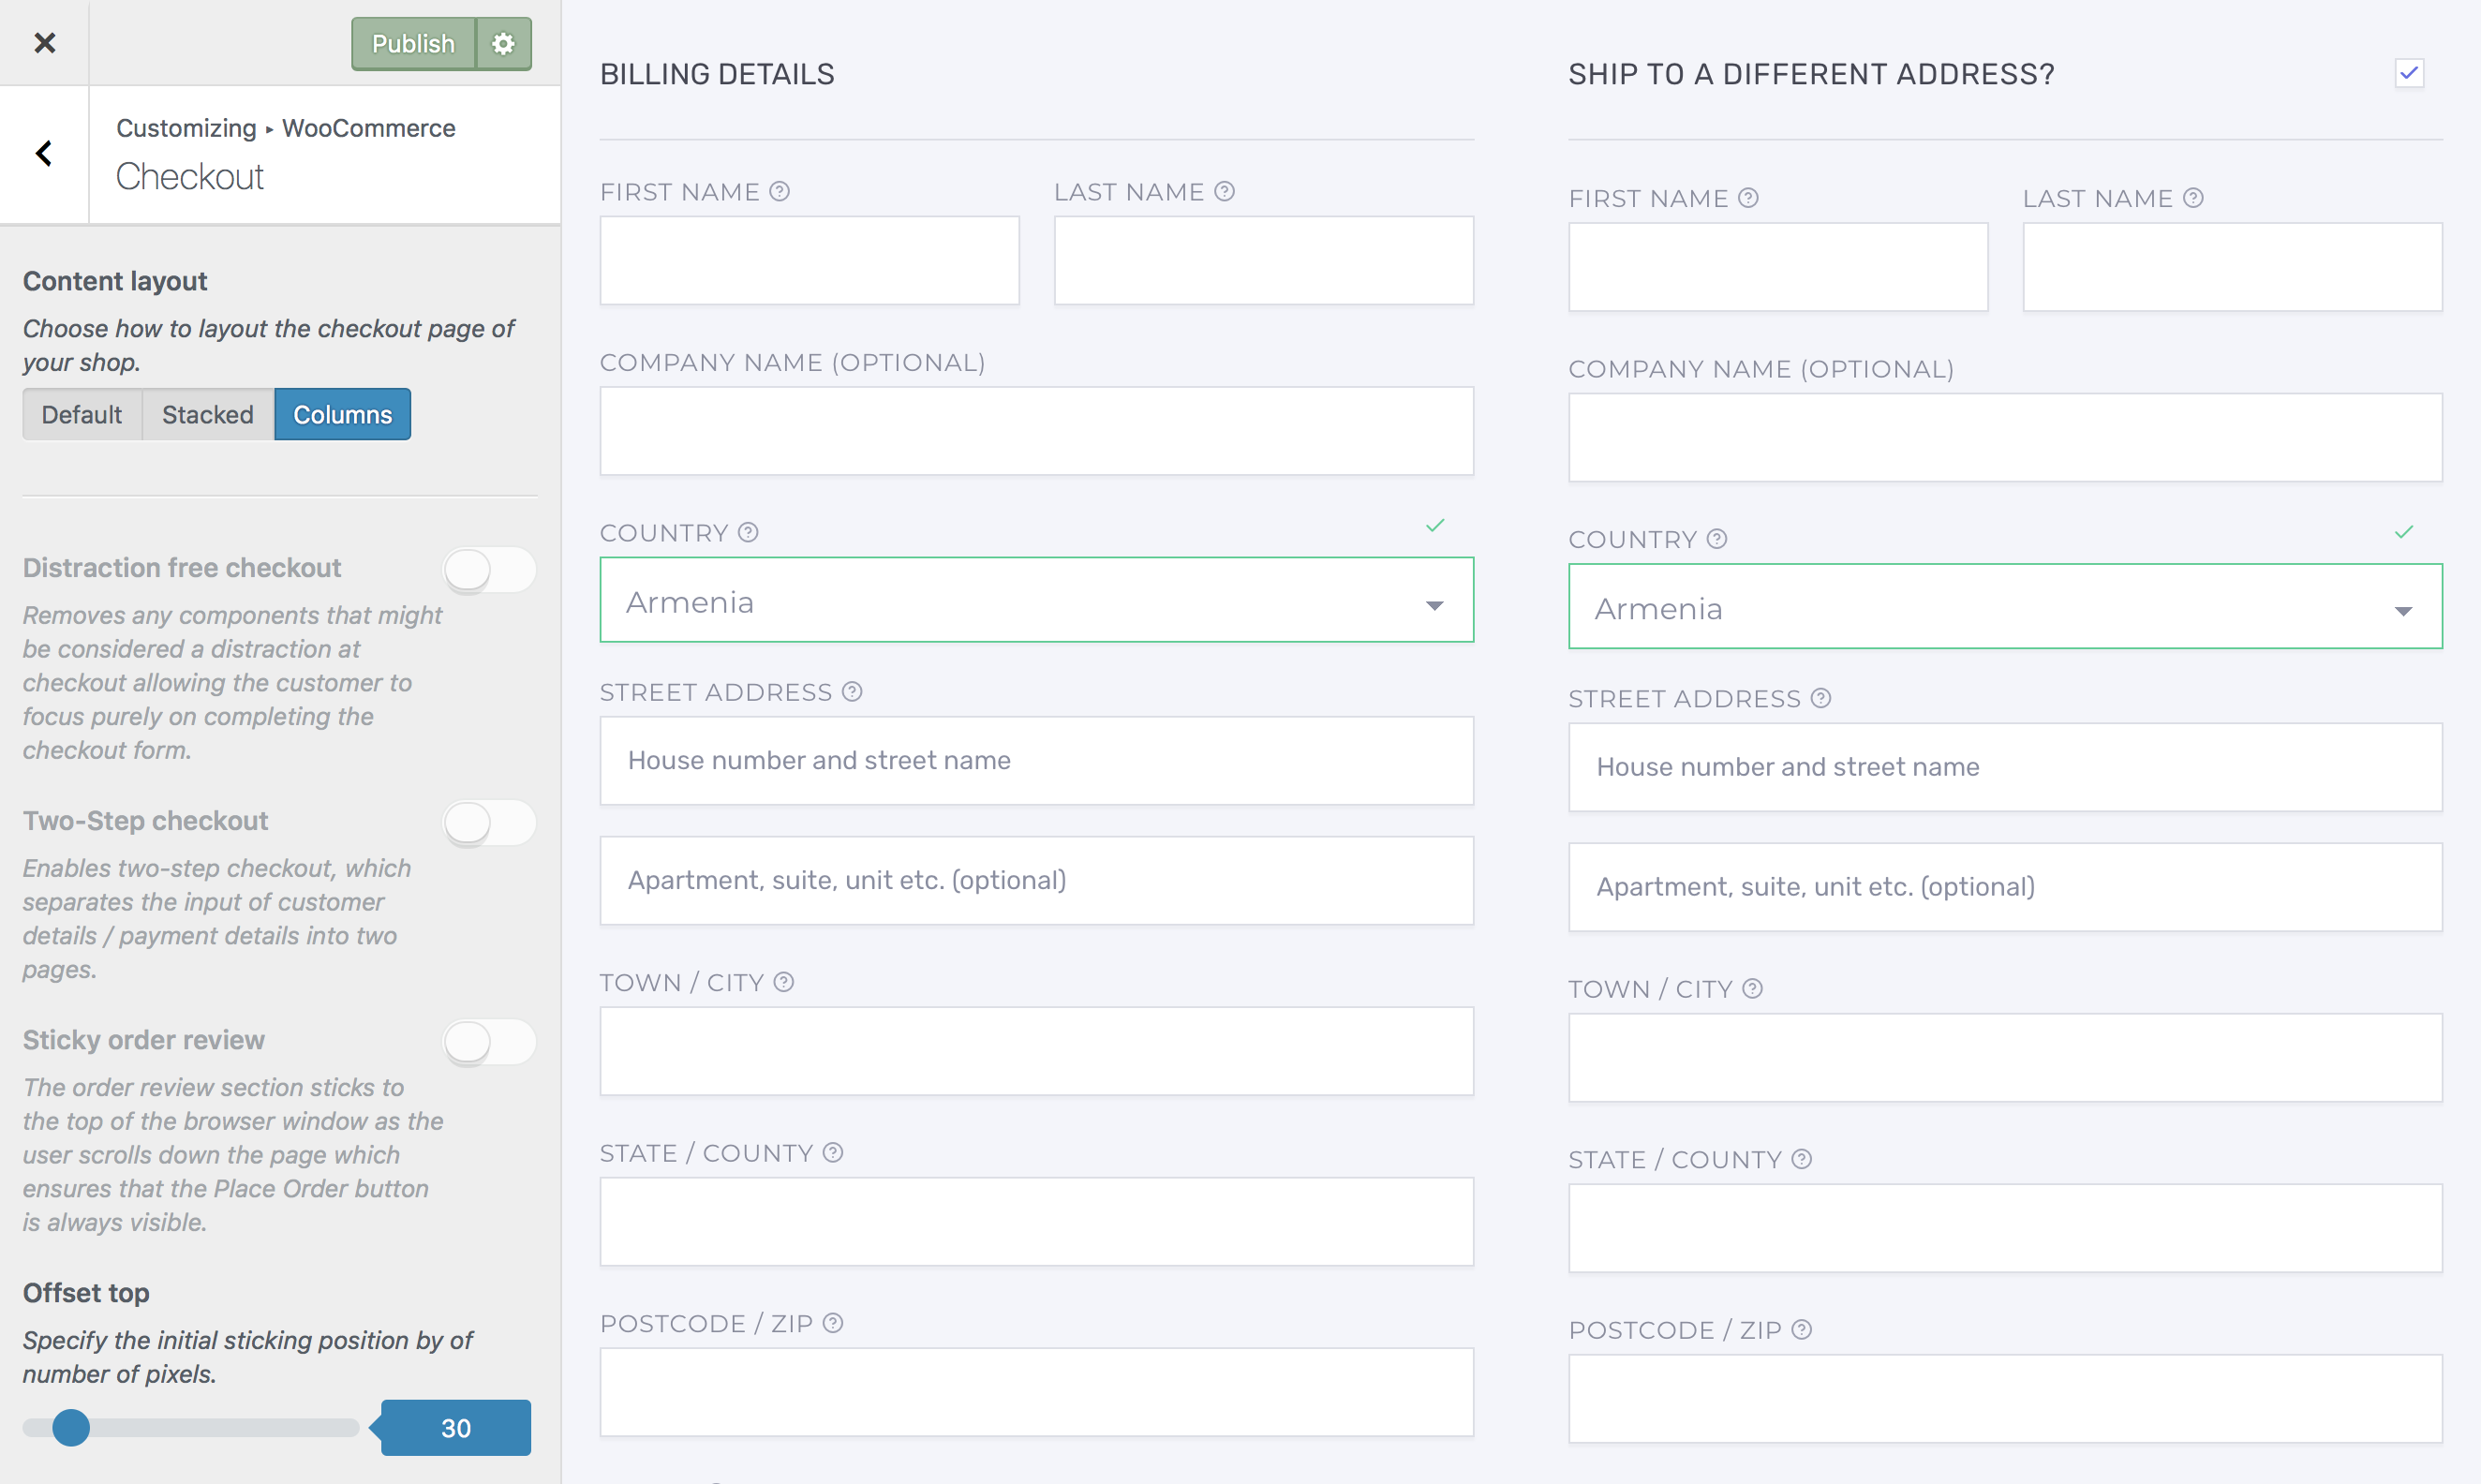 Publish
Customizing ▸ WooCommerce
Checkout
Content layout
Choose how to layout the checkout page of
your shop.
Default Stacked Columns
Distraction free checkout
Removes any components that might
be considered a distraction at
checkout allowing the customer to
focus purely on completing the
checkout form.
Two-Step checkout
Enables two-step checkout, which
separates the input of customer
details / payment details into two
pages.
Sticky order review
The order review section sticks to
the top of the browser window as the
user scrolls down the page which
ensures that the Place Order button
is always visible.
Offset top
Specify the initial sticking position by of
number of pixels.
30
BILLING DETAILS
FIRST NAME LAST NAME
COMPANY NAME (OPTIONAL)
COUNTRY
Armenia
STREET ADDRESS
House number and street name
Apartment, suite, unit etc. (optional)
TOWN / CITY
STATE / COUNTY
POSTCODE / ZIP
SHIP TO A DIFFERENT ADDRESS?
FIRST NAME LAST NAME
COMPANY NAME (OPTIONAL)
COUNTRY
Armenia
STREET ADDRESS
House number and street name
Apartment, suite, unit etc. (optional)
TOWN / CITY
STATE / COUNTY
POSTCODE / ZIP